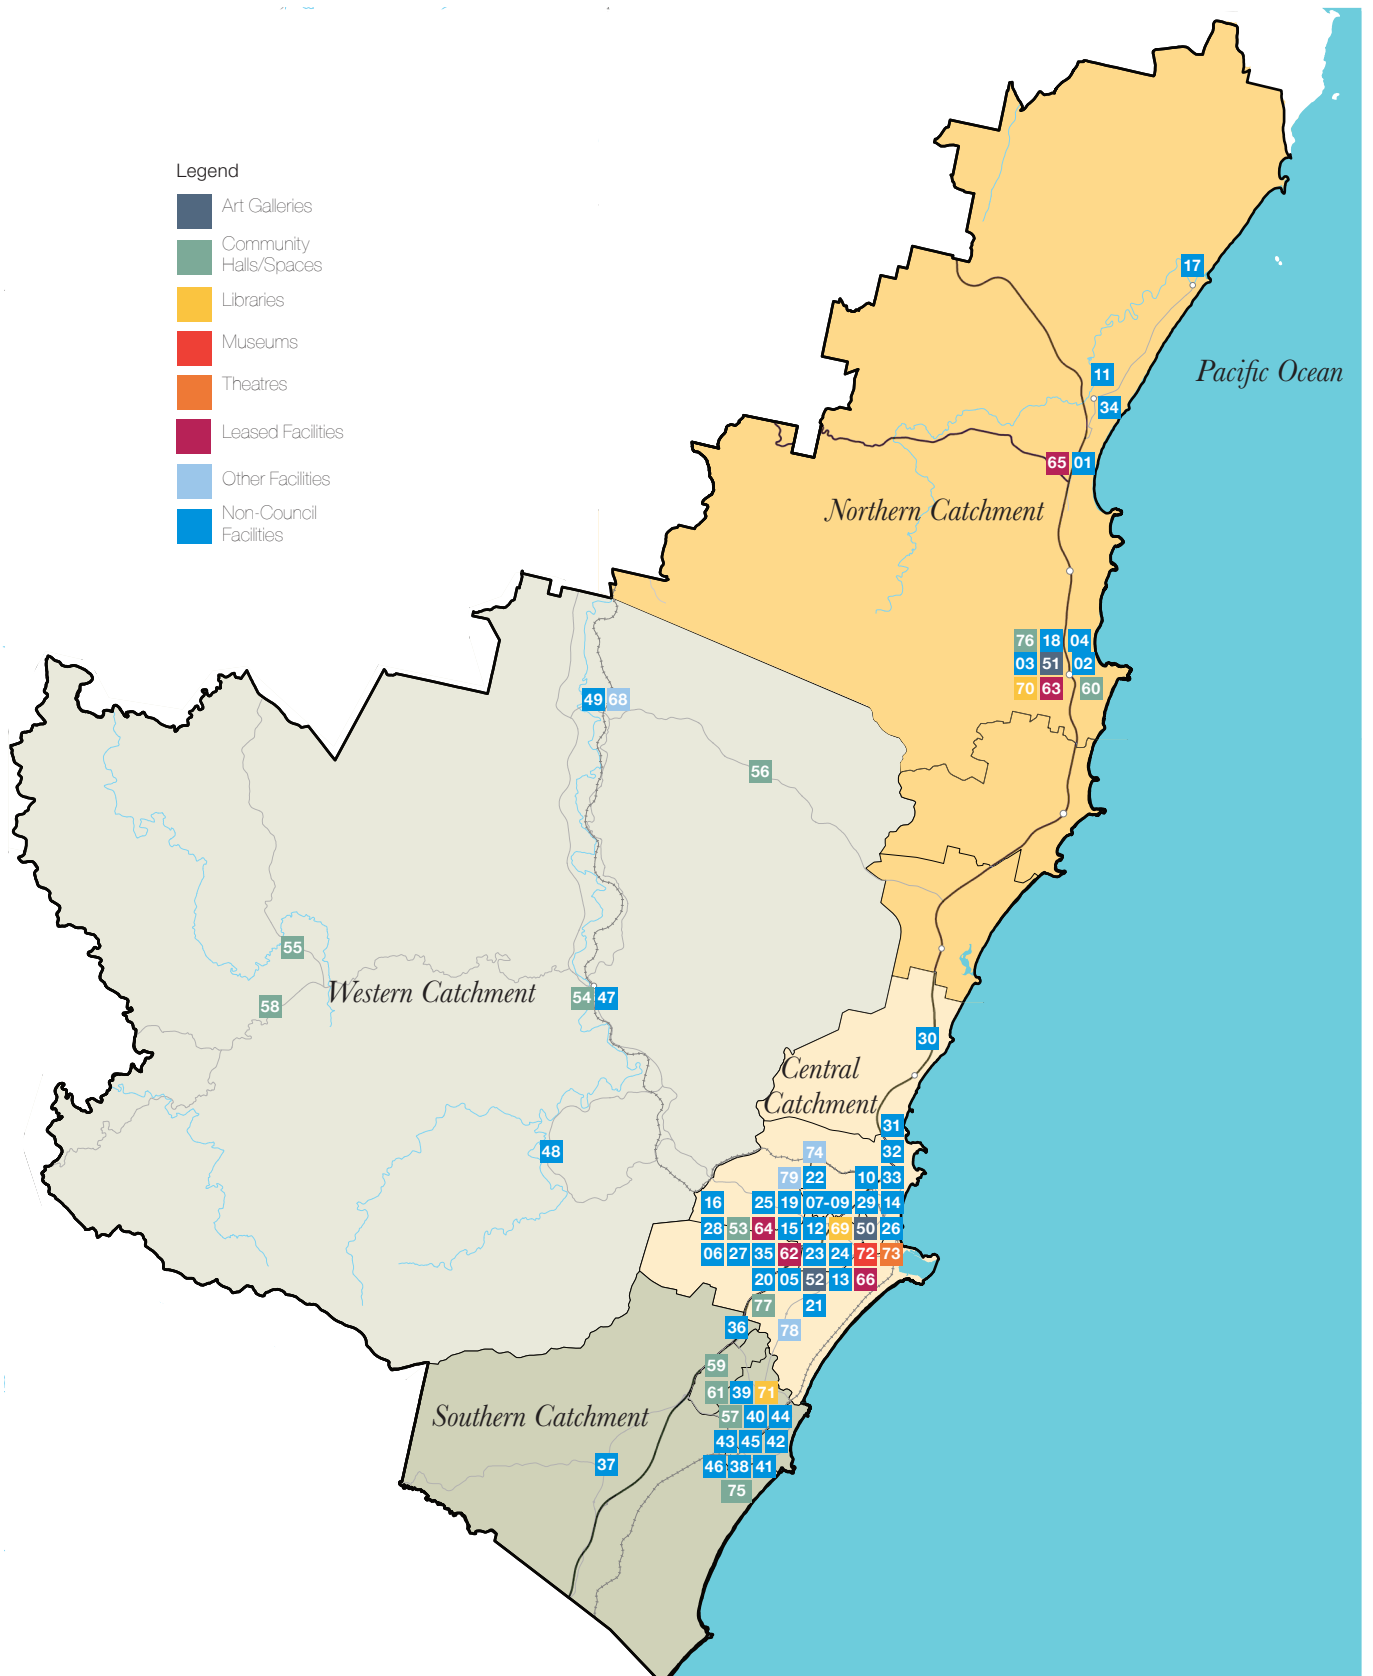 Legend
Art Galleries
Community
Halls/Spaces
Libraries
Museums
Theatres
Leased Facilities
Other Facilities
Non-Council
Facilities
17
Pacific Ocean
11
34
65 01
Northern Catchment
76 18 04
03 51 02
70 63 60
49 68
56
55
Western Catchment
58
54 47
30
Central
Catchment
31
48
74 32
79 22 10 33
16 25 19 07-09 29 14
28 53 64 15 12 69 50 26
06 27 35 62 23 24 72 73
20 05 52 13 66
77 21
36 78
59
61 39 71
Southern Catchment
57 40 44
43 45 42
37
46 38 41
75